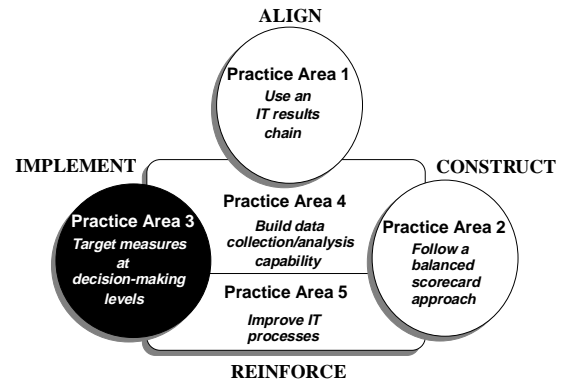 ALIGN
Practice Area 1
Use an
IT results
chain
IMPLEMENT
CONSTRUCT
Practice Area 3
Target measures
at
decision-making
levels
Practice Area 4
Build data
collection/analysis
capability
Practice Area 2
Follow a
balanced
scorecard
approach
Practice Area 5
Improve IT
processes
REINFORCE